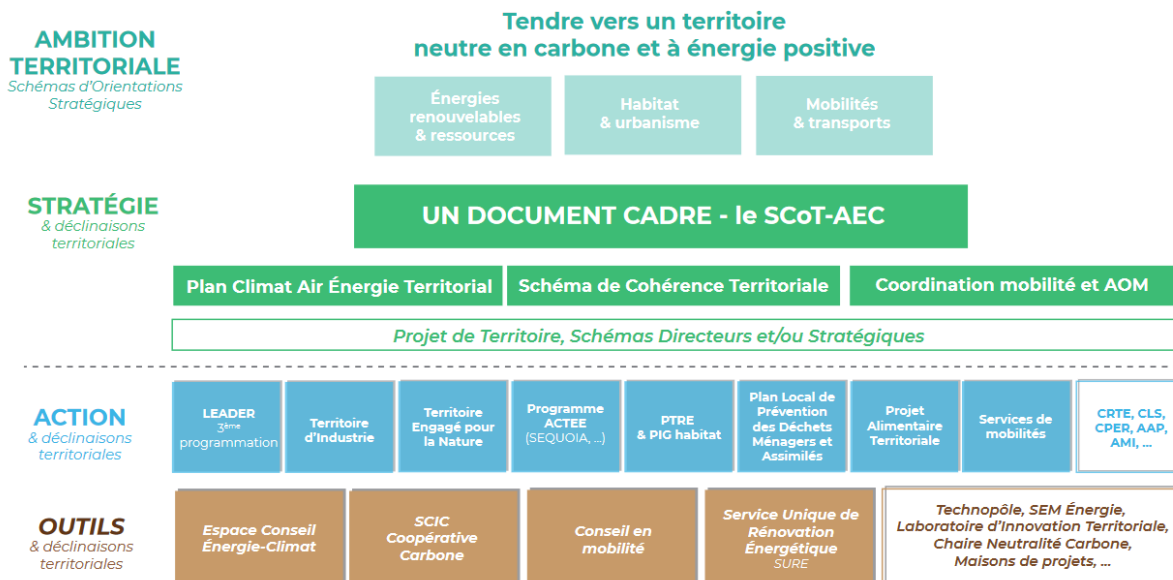 AMBITION
TERRITORIALE
Schémas d'Orientations
Stratégiques
Tendre vers un territoire
neutre en carbone et à énergie positive
Énergies
renouvelables
& ressources
Habitat
& urbanisme
Mobilités
& transports
STRATÉGIE
& déclinaisons
territoriales
UN DOCUMENT CADRE - le SCoT-AEC
Plan Climat Air Énergie Territorial
Schéma de Cohérence Territoriale
Coordination mobilité et AOM
Projet de Territoire, Schémas Directeurs et/ou Stratégiques
ACTION
& déclinaisons
territoriales
LEADER
3ème
programmation
Territoire
d'Industrie
Territoire
Engagé pour
la Nature
Programme
ACTEE
(SEQUOIA, ...)
PTRE
& PIG habitat
Plan Local de
Prévention
des Déchets
Ménagers et
Assimilés
Projet
Alimentaire
Territoriale
Services de
mobilités
CRTE, CLS,
CPER, AAP,
AMI, ...
OUTILS
& déclinaisons
territoriales
Espace Conseil
Énergie-Climat
SCIC
Coopérative
Carbone
Conseil en
mobilité
Service Unique de
Rénovation
Énergétique
SURE
Technopôle, SEM Énergie,
Laboratoire d'Innovation Territoriale,
Chaire Neutralité Carbone,
Maisons de projets, ...